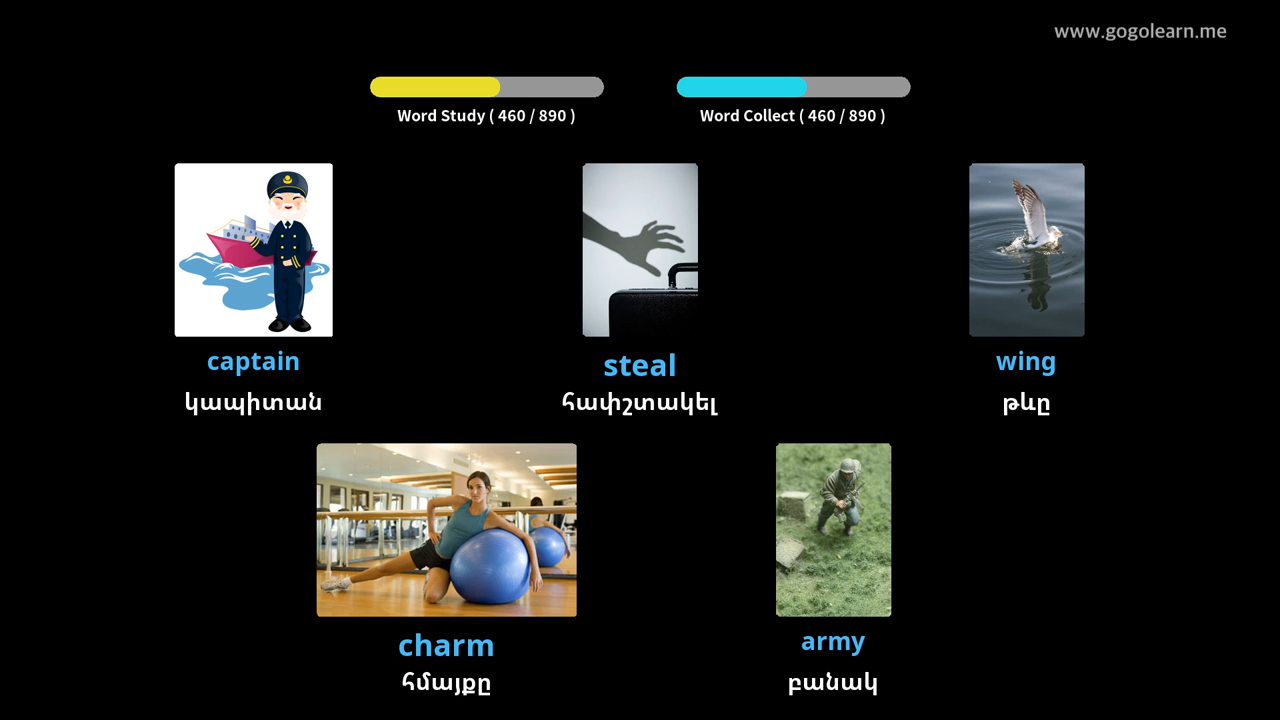 www.gogolearn.me
Word Study ( 460 / 890 )
Word Collect ( 460 / 890 )
captain
steal
wing
կապիտան
հափշտակել
թևը
charm
army
հմայքը
բանակ